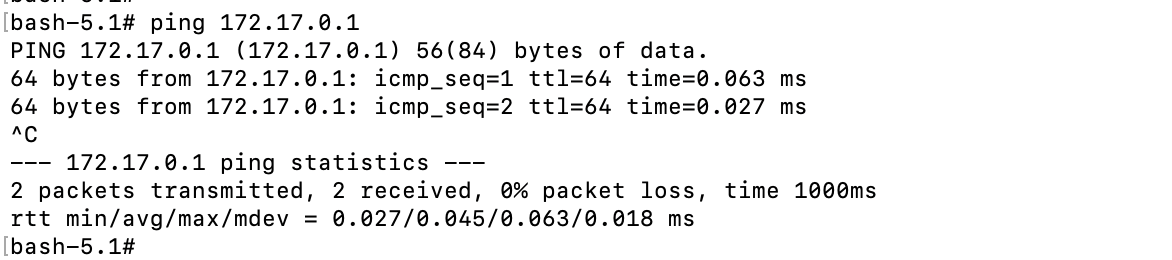 [bash-5.1# ping 172.17.0.1
PING 172.17.0.1 (172.17.0.1) 56(84) bytes of data.
64 bytes from 172.17.0.1: icmp_seq=1 ttl=64 time=0.063 ms
64 bytes from 172.17.0.1: icmp_seq=2 ttl=64 time=0.027 ms
^C
--- 172.17.0.1 ping statistics ---
2 packets transmitted, 2 received, 0% packet loss, time 1000ms
rtt min/avg/max/mdev = 0.027/0.045/0.063/0.018 ms
[bash-5.1#